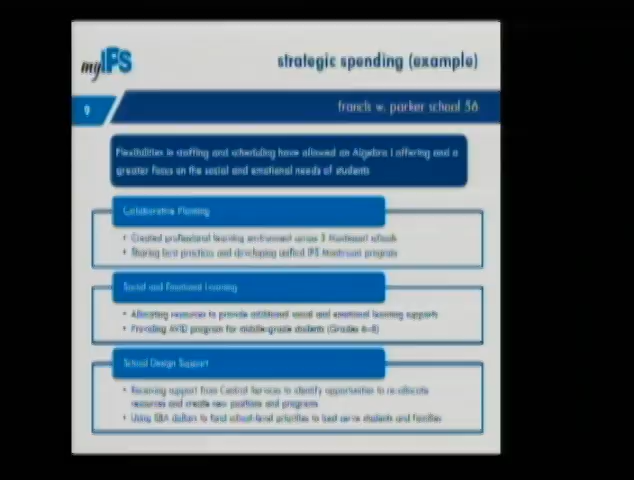 myIPS
strategic spending (example)
9
francis w. parker school 56
Flexibilities in staffing and scheduling have allowed an Algebra I offering and a
greater focus on the social and emotional needs of students
Collaborative Planning
• Created professional learning environment across 3 Montessori schools
• Sharing best practices and developing unified IPS Montessori program
Social and Emotional Learning
• Allocating resources to provide additional social and emotional learning supports
• Providing AVID program for middle-grade students (Grades 6-8)
School Design Support
• Receiving support from Central Services to identify opportunities to re-allocate
resources and create new positions and programs
• Using SBA dollars to fund school-level priorities to best serve students and families